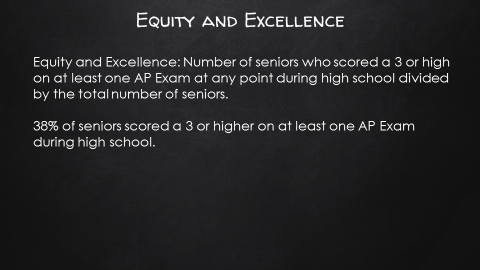 Equity and Excellence
Equity and Excellence: Number of seniors who scored a 3 or high
on at least one AP Exam at any point during high school divided
by the total number of seniors.
38% of seniors scored a 3 or higher on at least one AP Exam
during high school.